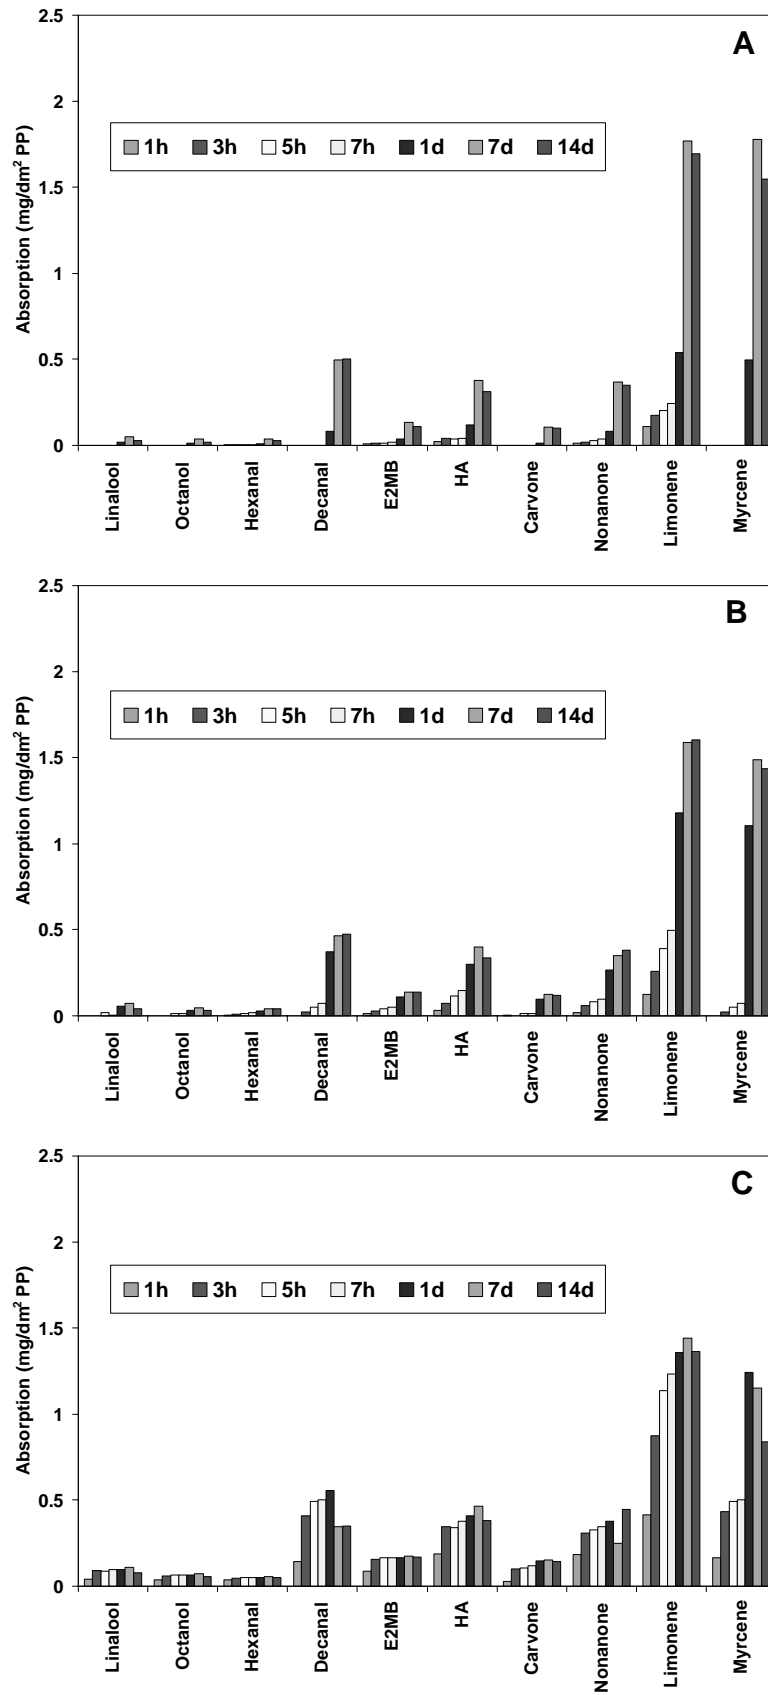 2.5
A
2
1h 3h 5h 7h 1d 7d 14d
1.5
Absorption (mg/dm² PP)
1
0.5
0
Linalool
Octanol
Hexanal
Decanal
E2MB
HA
Carvone
Nonanone
Limonene
Myrcene
2.5
B
2
1h 3h 5h 7h 1d 7d 14d
1.5
Absorption (mg/dm² PP)
1
0.5
0
Linalool
Octanol
Hexanal
Decanal
E2MB
HA
Carvone
Nonanone
Limonene
Myrcene
2.5
C
2
1h 3h 5h 7h 1d 7d 14d
1.5
Absorption (mg/dm² PP)
1
0.5
0
Linalool
Octanol
Hexanal
Decanal
E2MB
HA
Carvone
Nonanone
Limonene
Myrcene